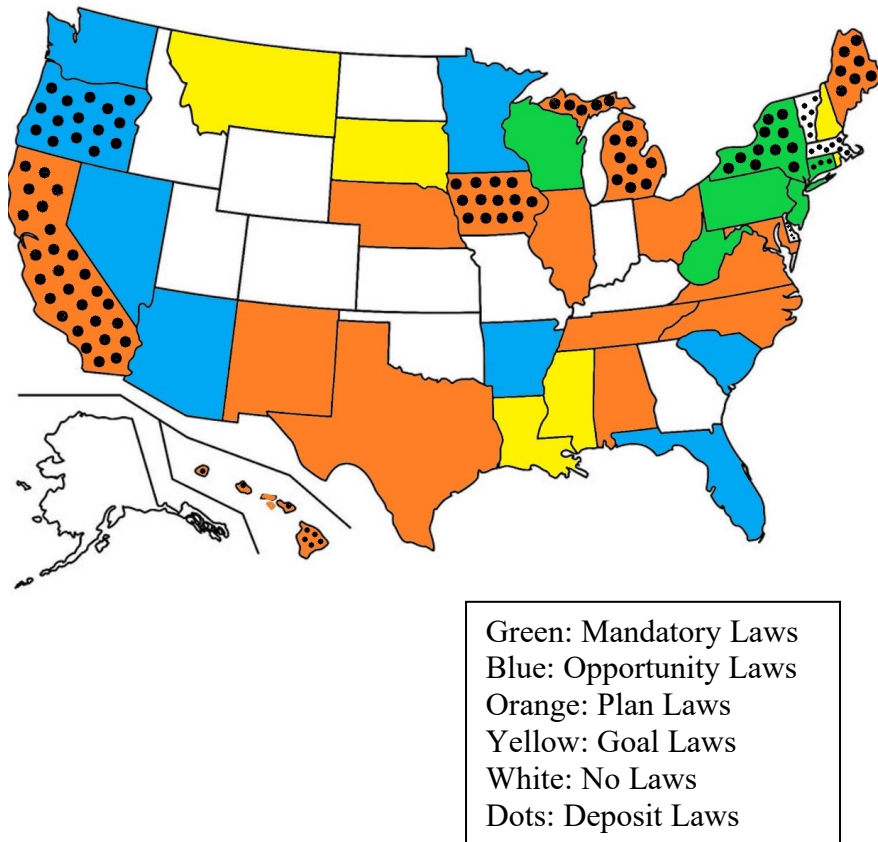 Green: Mandatory Laws
Blue: Opportunity Laws
Orange: Plan Laws
Yellow: Goal Laws
White: No Laws
Dots: Deposit Laws